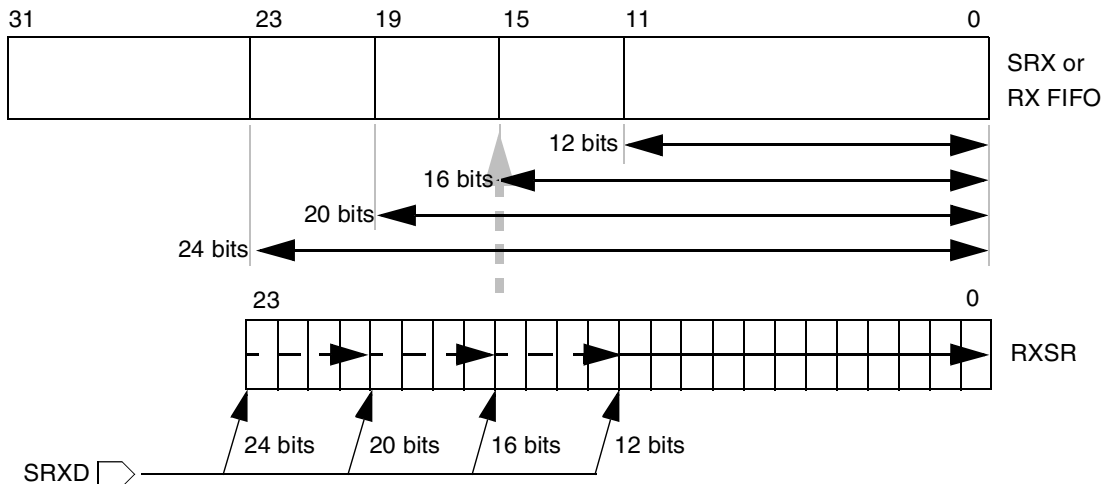 31 23 19 15 11 0
SRX or
RX FIFO
12 bits
16 bits
20 bits
24 bits
23 0
RXSR
24 bits 20 bits 16 bits 12 bits
SRXD